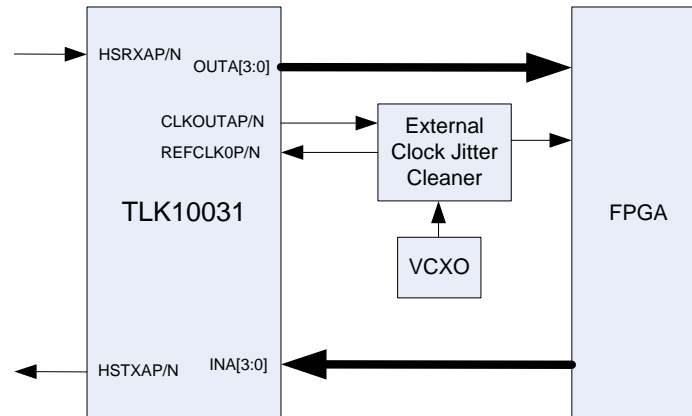 HSRXAP/N
OUTA[3:0]
CLKOUTAP/N
REFCLK0P/N
External
Clock Jitter
Cleaner
TLK10031
FPGA
VCXO
HSTXAP/N
INA[3:0]